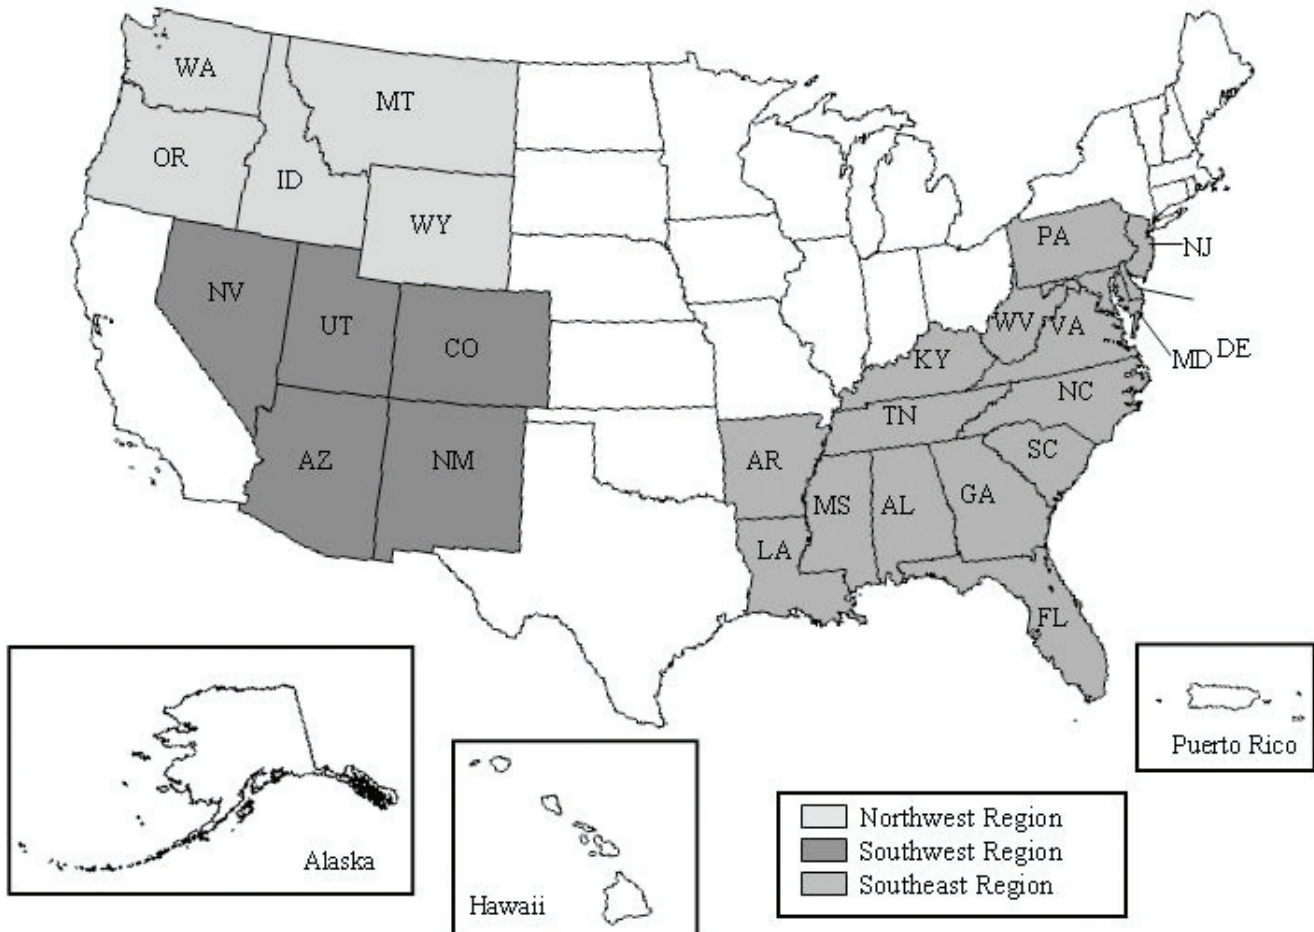 WA
MT
OR
ID
WY
PA
NJ
NV
UT
CO
WV
VA
KY
MD
DE
NC
TN
AZ
NM
AR
SC
MS
AL
GA
LA
FL
Alaska
Hawaii
Puerto Rico
Northwest Region
Southwest Region
Southeast Region